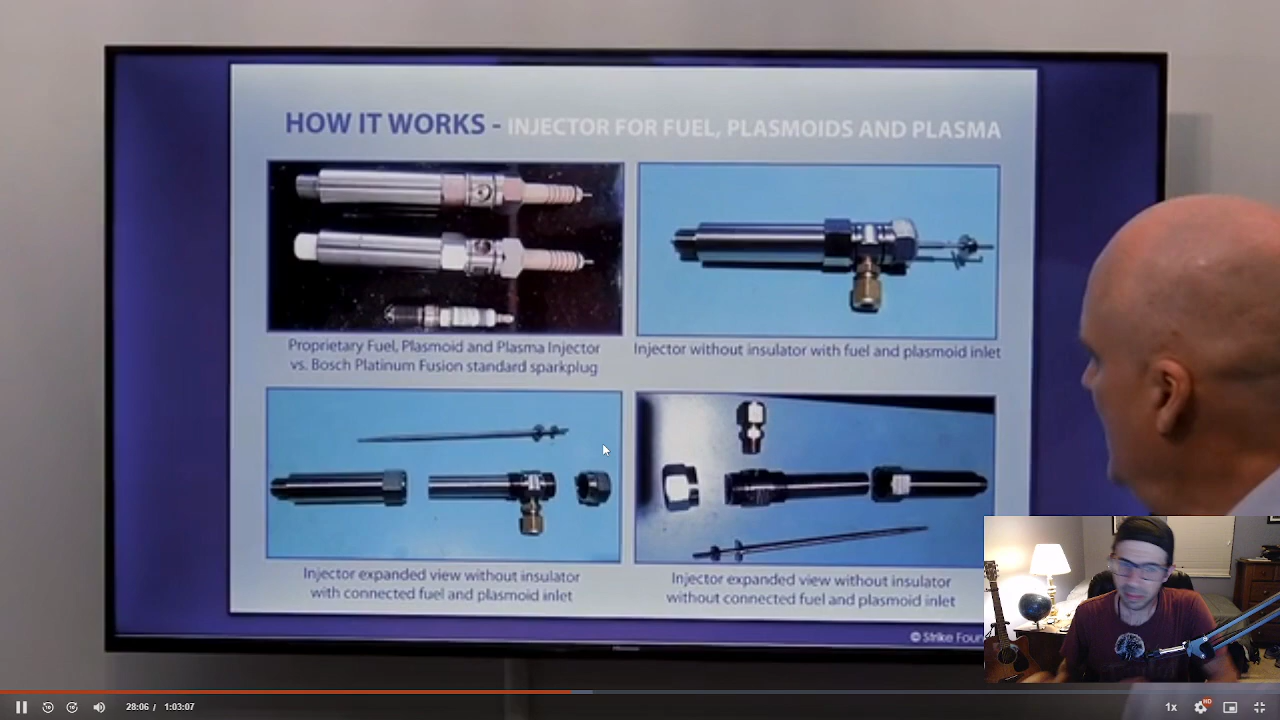 HOW IT WORKS - INJECTOR FOR FUEL, PLASMOIDS AND PLASMA
Proprietary Fuel, Plasmoid and Plasma Injector
vs. Bosch Platinum Fusion standard sparkplug
Injector without insulator with fuel and plasmoid inlet
Injector expanded view without insulator
with connected fuel and plasmoid inlet
Injector expanded view without insulator
without connected fuel and plasmoid inlet
© Strike Foun
28:06 / 1:03:07
1x
HD